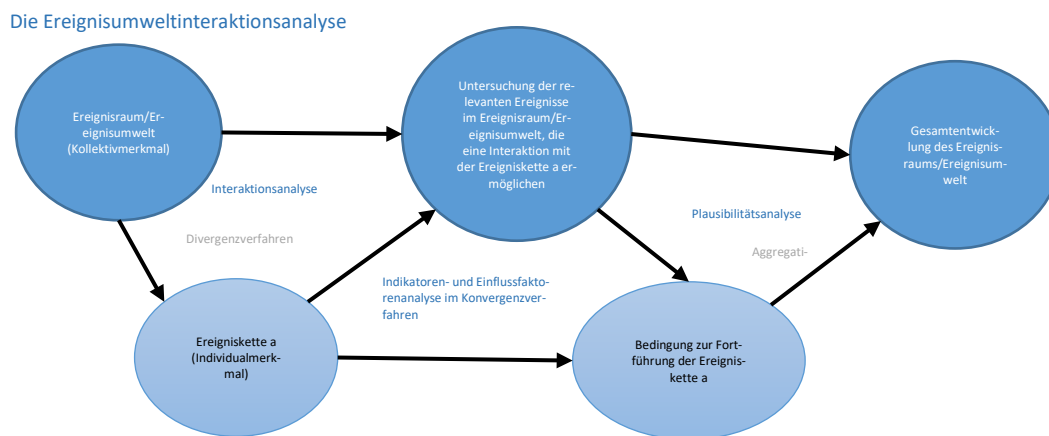 Die Ereignisumweltinteraktionsanalyse
Ereignisraum/Er-
eignisumwelt
(Kollektivmerkmal)
Untersuchung der re-
levanten Ereignisse
im Ereignisraum/Er-
eignisumwelt, die
eine Interaktion mit
der Ereigniskette a er-
möglichen
Gesamtentwick-
lung des Ereignis-
raums/Ereignisum-
welt
Interaktionsanalyse
Plausibilitätsanalyse
Divergenzverfahren
Aggregati-
Indikatoren- und Einflussfakto-
renanalyse im Konvergenzver-
fahren
Ereigniskette a
(Individualmerk-
mal)
Bedingung zur Fort-
führung der Ereignis-
kette a